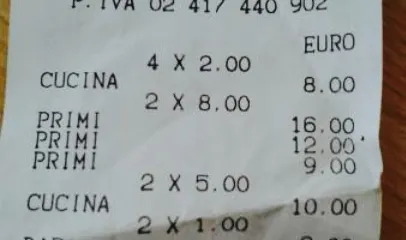 P. IVA 02 417 440 902
EURO
4 X 2.00
CUCINA 8.00
2 X 8.00
PRIMI 16.00
PRIMI 12.00
PRIMI 9.00
2 X 5.00
CUCINA 10.00
2 X 1.00